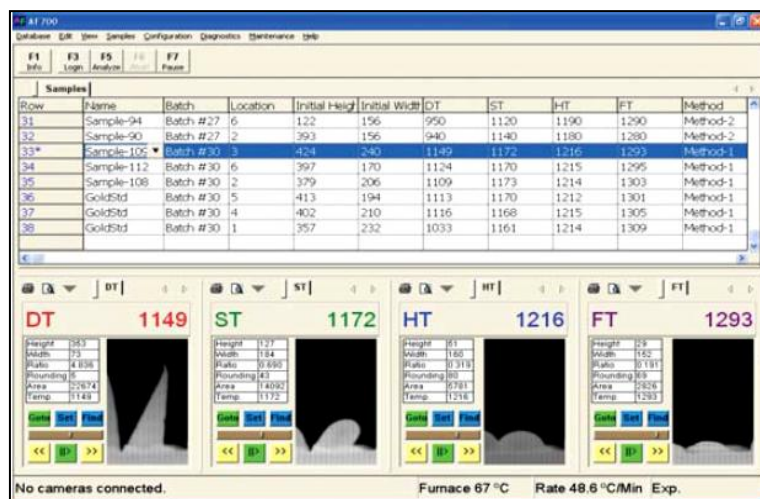 AF700
Database Edit View Samples Configuration Diagnostics Maintenance Help
F1 F3 F5 F6 F7
Info Login Analyze Abort Pause
Samples
Row Name Batch Location Initial Heigh Initial Width DT ST HT FT Method
31 Sample-94 Batch #27 6 122 156 950 1120 1190 1290 Method-2
32 Sample-90 Batch #27 2 393 156 940 1140 1180 1280 Method-2
33* Sample-109 Batch #30 3 424 240 1149 1172 1216 1293 Method-1
34 Sample-112 Batch #30 6 397 170 1124 1170 1215 1295 Method-1
35 Sample-108 Batch #30 2 379 206 1109 1173 1214 1303 Method-1
36 GoldStd Batch #30 5 413 194 1113 1170 1212 1301 Method-1
37 GoldStd Batch #30 4 402 210 1116 1168 1215 1305 Method-1
38 GoldStd Batch #30 1 357 232 1033 1161 1214 1309 Method-1
DT
DT 1149
Height 353
Width 73
Ratio 4.836
Rounding 5
Area 22674
Temp. 1149
Goto Set Find
<< ||> >>
ST
ST 1172
Height 127
Width 184
Ratio 0.690
Rounding 43
Area 14092
Temp. 1172
Goto Set Find
<< ||> >>
HT
HT 1216
Height 51
Width 160
Ratio 0.319
Rounding 80
Area 5781
Temp. 1216
Goto Set Find
<< ||> >>
FT
FT 1293
Height 29
Width 152
Ratio 0.191
Rounding 69
Area 2826
Temp. 1293
Goto Set Find
<< ||> >>
No cameras connected. Furnace 67 °C Rate 48.6 °C/Min Exp.